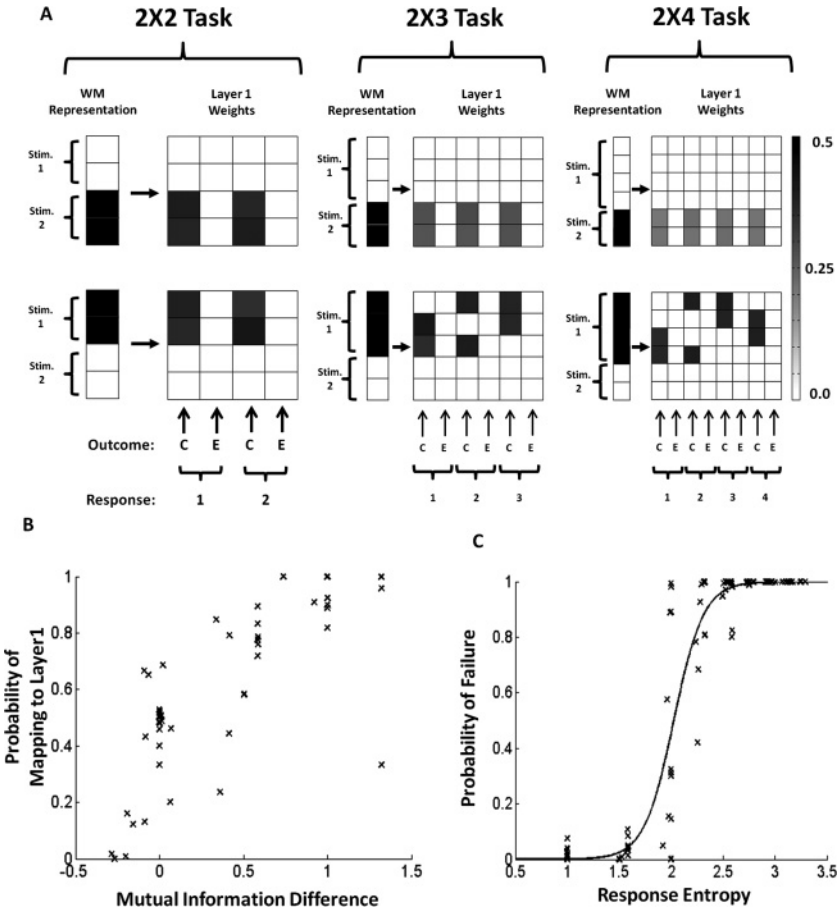 A
2X2 Task
2X3 Task
2X4 Task
WM
Representation
Layer 1
Weights
WM
Representation
Layer 1
Weights
WM
Representation
Layer 1
Weights
Stim.
1
Stim.
2
Stim.
1
Stim.
2
Stim.
1
Stim.
2
0.5
0.25
0.0
Stim.
1
Stim.
2
Stim.
1
Stim.
2
Stim.
1
Stim.
2
Outcome: C E C E
C E C E C E
C E C E C E C E
Response: 1 2
1 2 3
1 2 3 4
B
Probability of
Mapping to Layer1
1
0.8
0.6
0.4
0.2
0
-0.5 0 0.5 1 1.5
Mutual Information Difference
C
Probability of Failure
1
0.8
0.6
0.4
0.2
0
0.5 1 1.5 2 2.5 3 3.5
Response Entropy